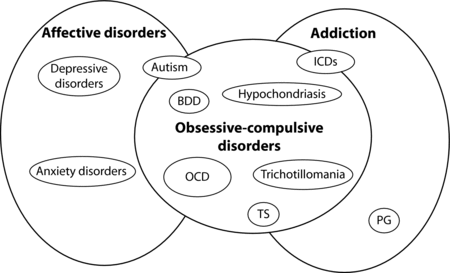 Affective disorders
Addiction
Depressive
disorders
Autism
ICDs
BDD
Hypochondriasis
Obsessive-compulsive
disorders
Anxiety disorders
OCD
Trichotillomania
TS
PG